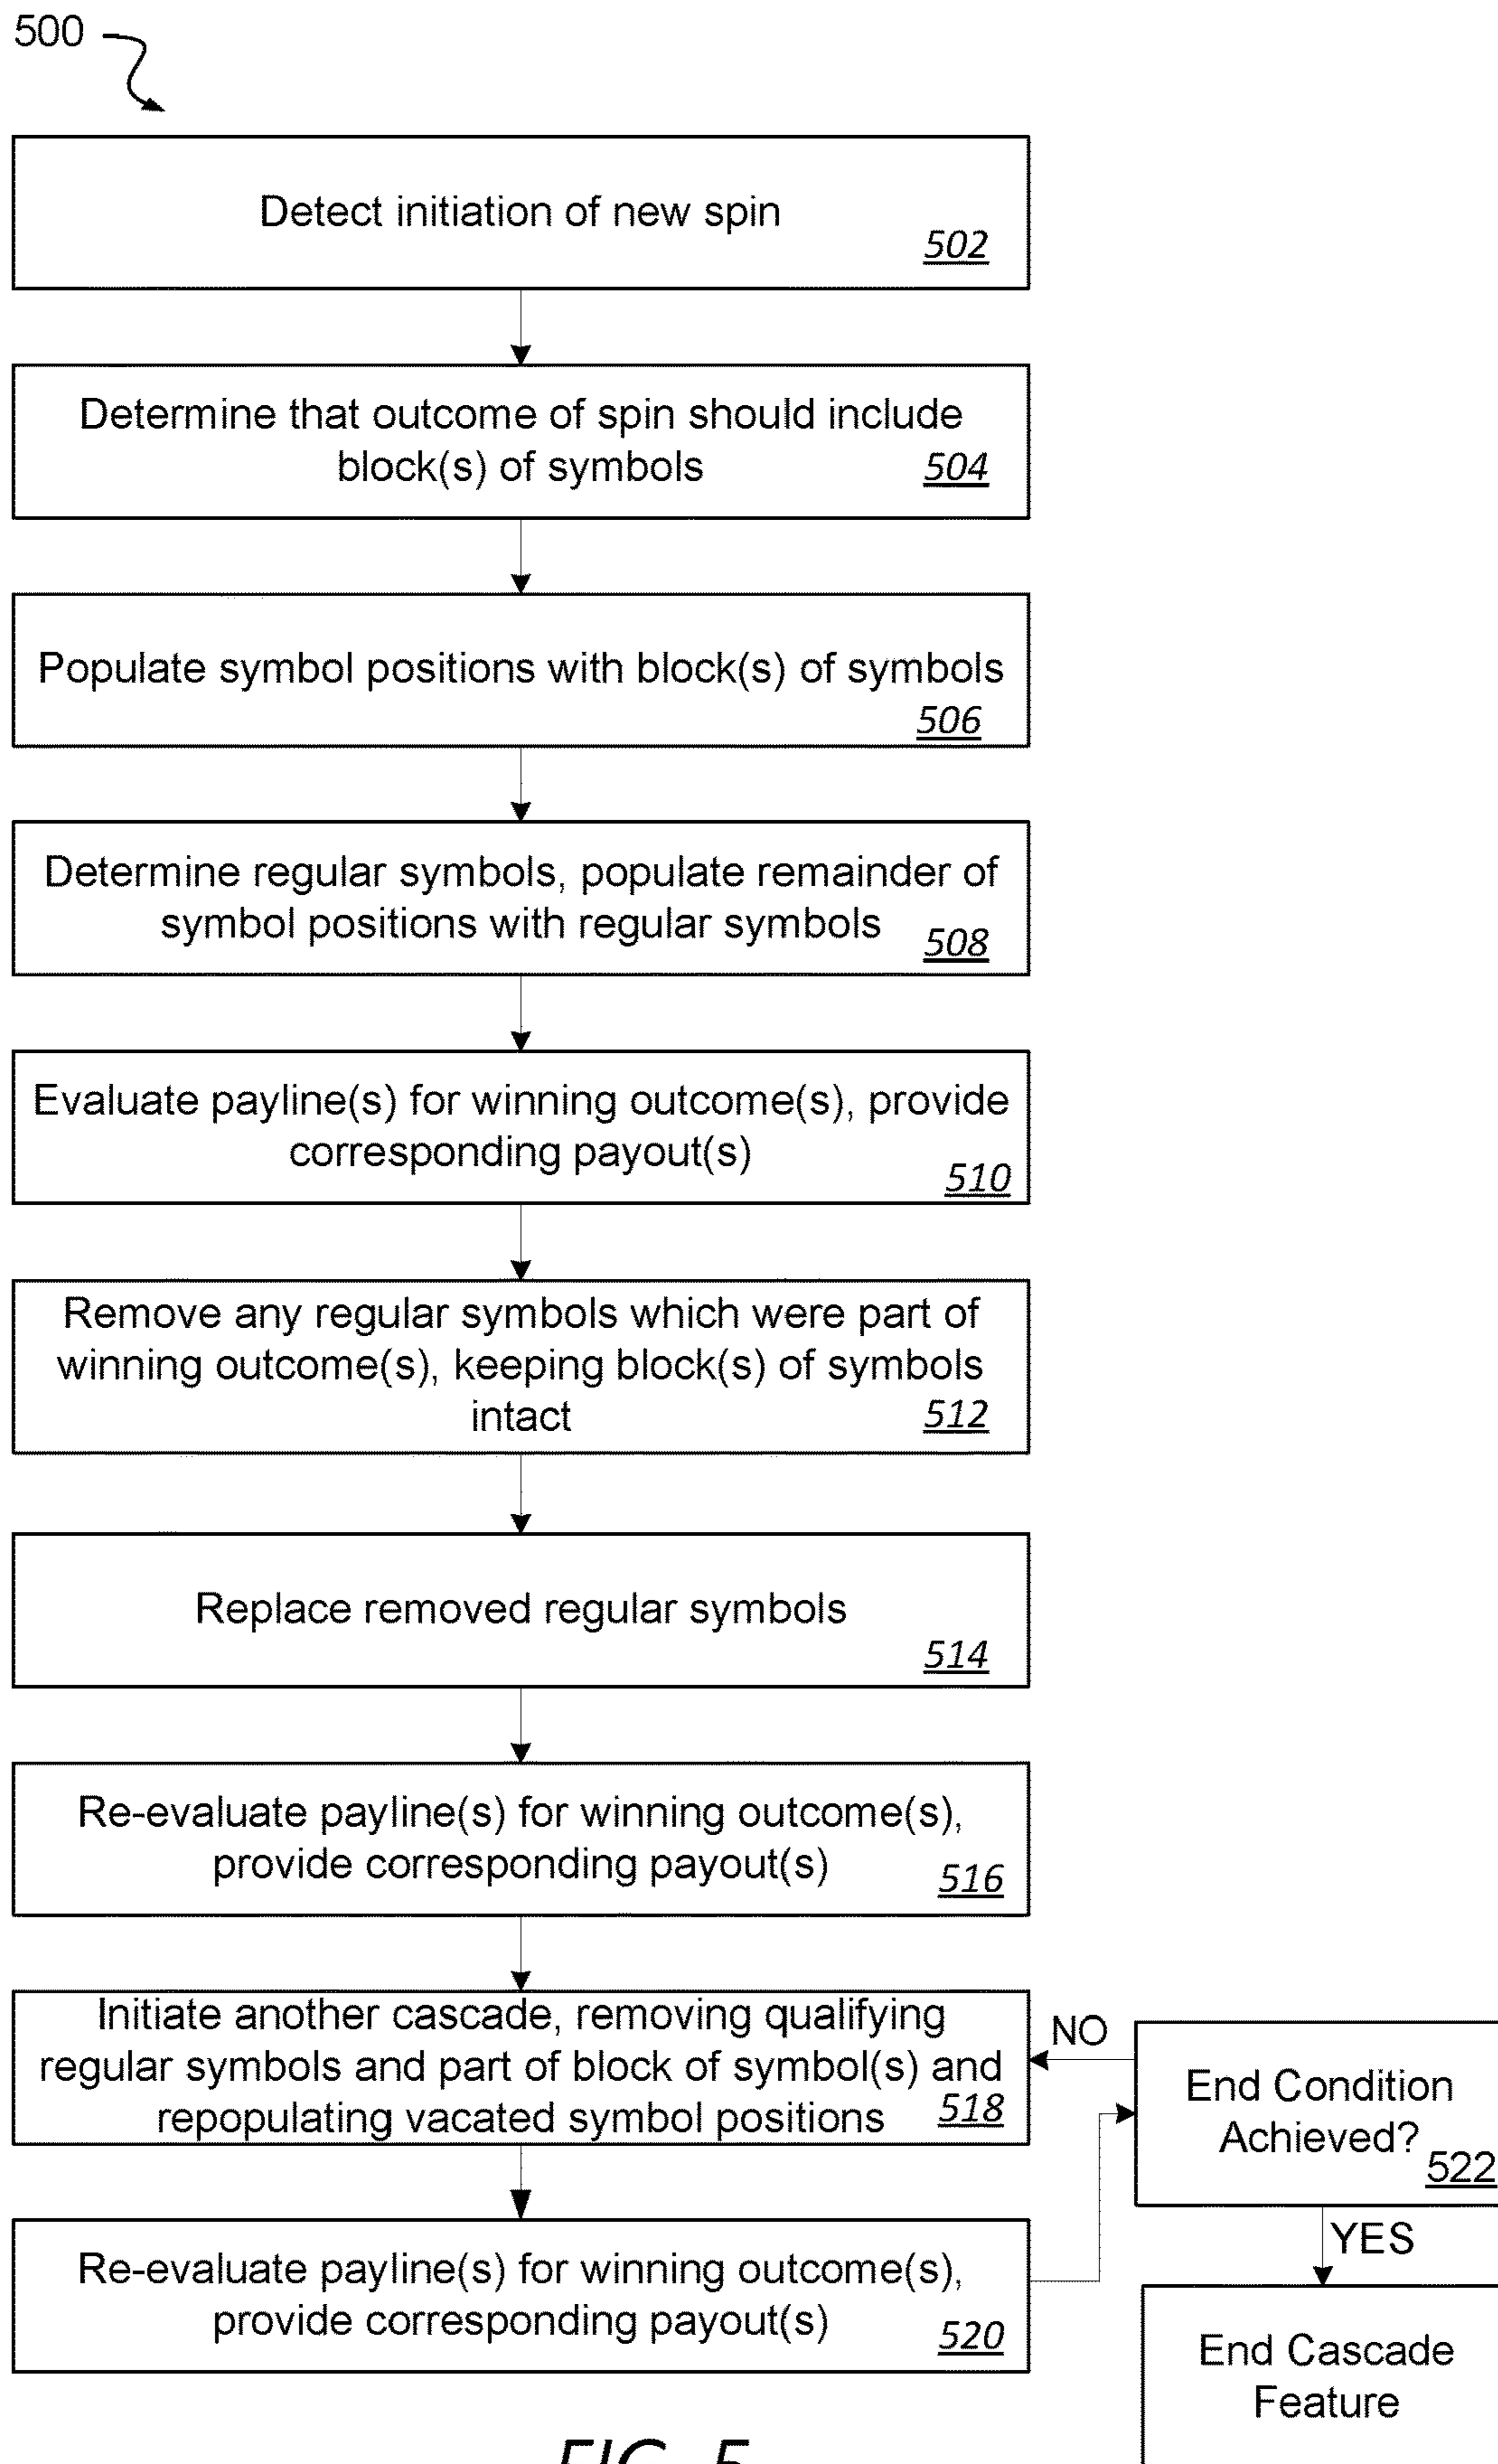 500
Detect initiation of new spin
502
Determine that outcome of spin should include
block(s) of symbols
504
Populate symbol positions with block(s) of symbols
506
Determine regular symbols, populate remainder of
symbol positions with regular symbols
508
Evaluate payline(s) for winning outcome(s), provide
corresponding payout(s)
510
Remove any regular symbols which were part of
winning outcome(s), keeping block(s) of symbols
intact
512
Replace removed regular symbols
514
Re-evaluate payline(s) for winning outcome(s),
provide corresponding payout(s)
516
Initiate another cascade, removing qualifying
regular symbols and part of block of symbol(s) and
repopulating vacated symbol positions
518
NO
End Condition
Achieved?
522
YES
Re-evaluate payline(s) for winning outcome(s),
provide corresponding payout(s)
520
End Cascade
Feature
FIG. 5